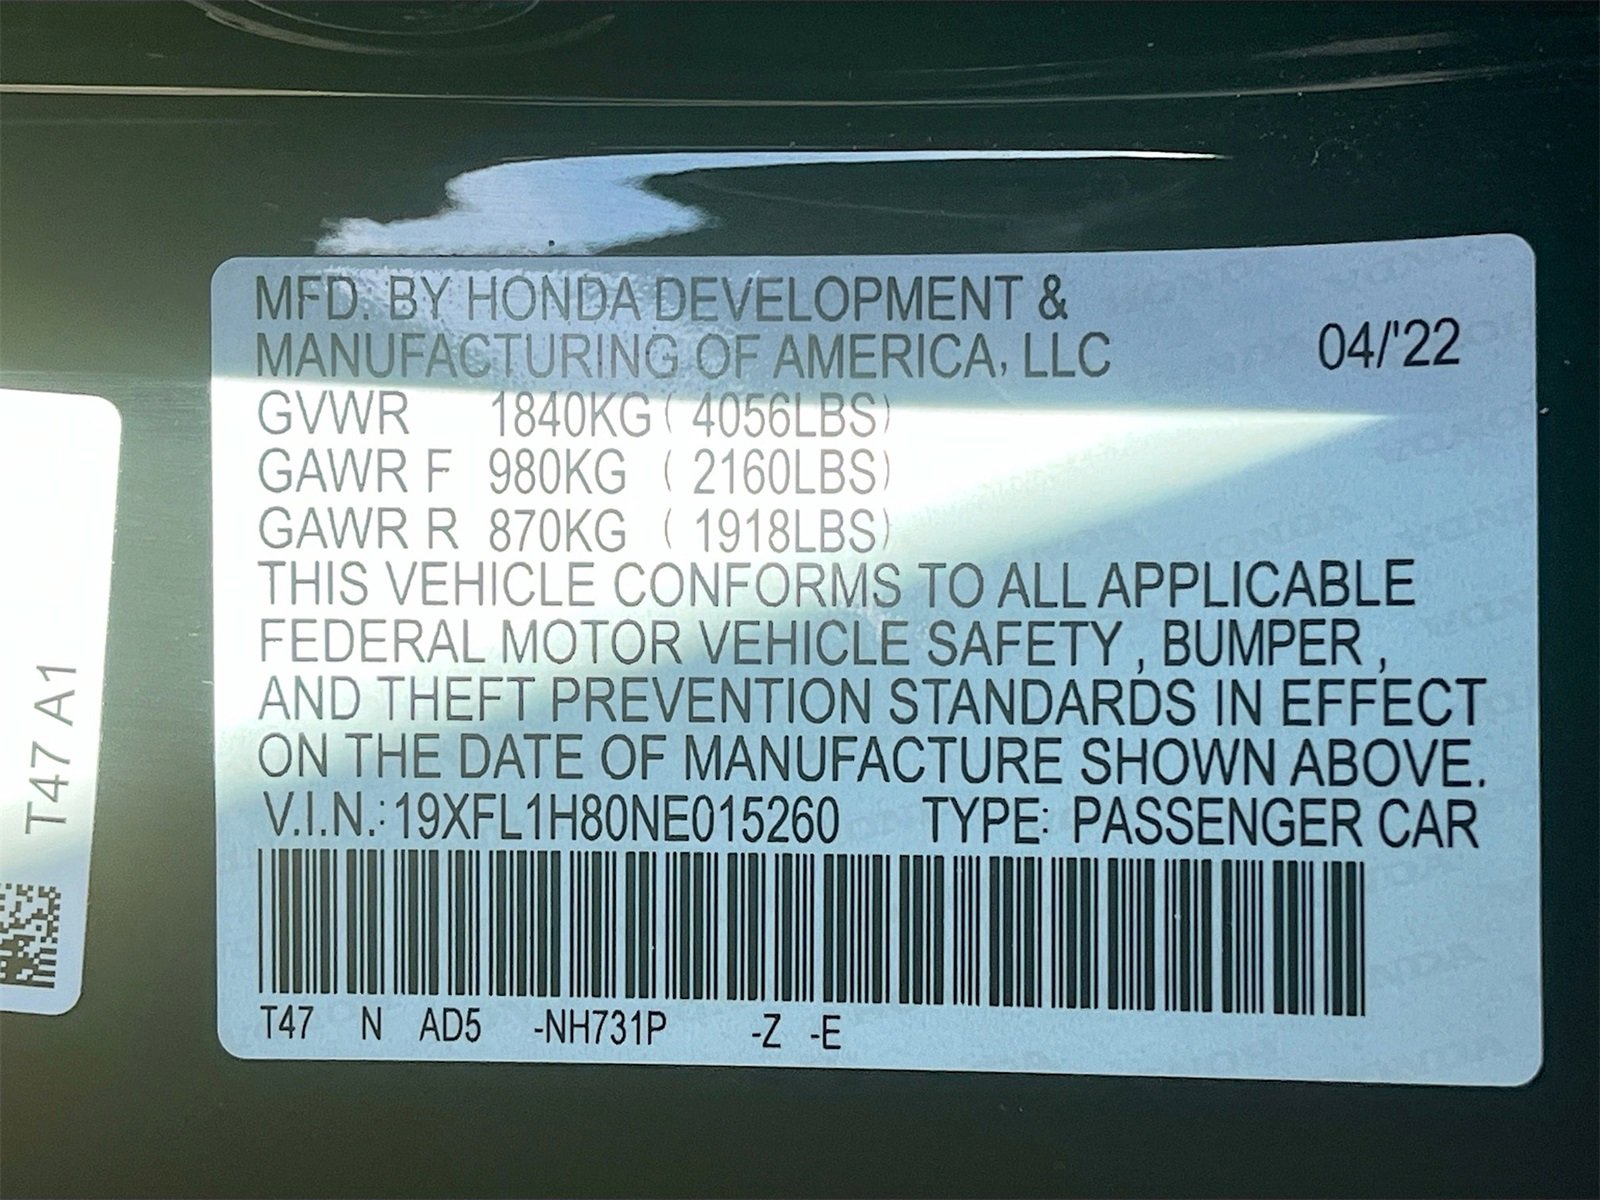 MFD. BY HONDA DEVELOPMENT &
MANUFACTURING OF AMERICA, LLC
04/'22
GVWR 1840KG ( 4056LBS)
GAWR F 980KG ( 2160LBS)
GAWR R 870KG ( 1918LBS)
THIS VEHICLE CONFORMS TO ALL APPLICABLE
FEDERAL MOTOR VEHICLE SAFETY , BUMPER ,
AND THEFT PREVENTION STANDARDS IN EFFECT
ON THE DATE OF MANUFACTURE SHOWN ABOVE.
V.I.N.: 19XFL1H80NE015260 TYPE: PASSENGER CAR
T47 N AD5 -NH731P -Z -E
T47 A1